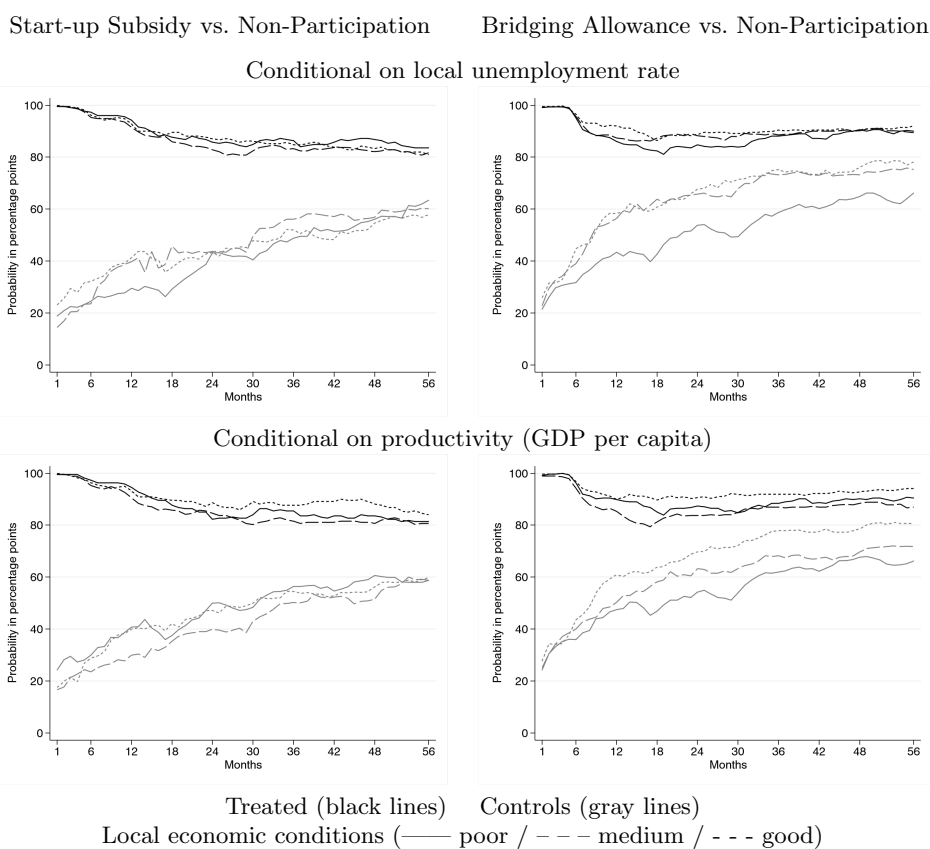 Start-up Subsidy vs. Non-Participation
Bridging Allowance vs. Non-Participation
Conditional on local unemployment rate
Probability in percentage points
100
80
60
40
20
0
1 6 12 18 24 30 36 42 48 56
Months
Probability in percentage points
100
80
60
40
20
0
1 6 12 18 24 30 36 42 48 56
Months
Conditional on productivity (GDP per capita)
Probability in percentage points
100
80
60
40
20
0
1 6 12 18 24 30 36 42 48 56
Months
Probability in percentage points
100
80
60
40
20
0
1 6 12 18 24 30 36 42 48 56
Months
Treated (black lines) Controls (gray lines)
Local economic conditions (—— poor / – – – medium / - - - good)